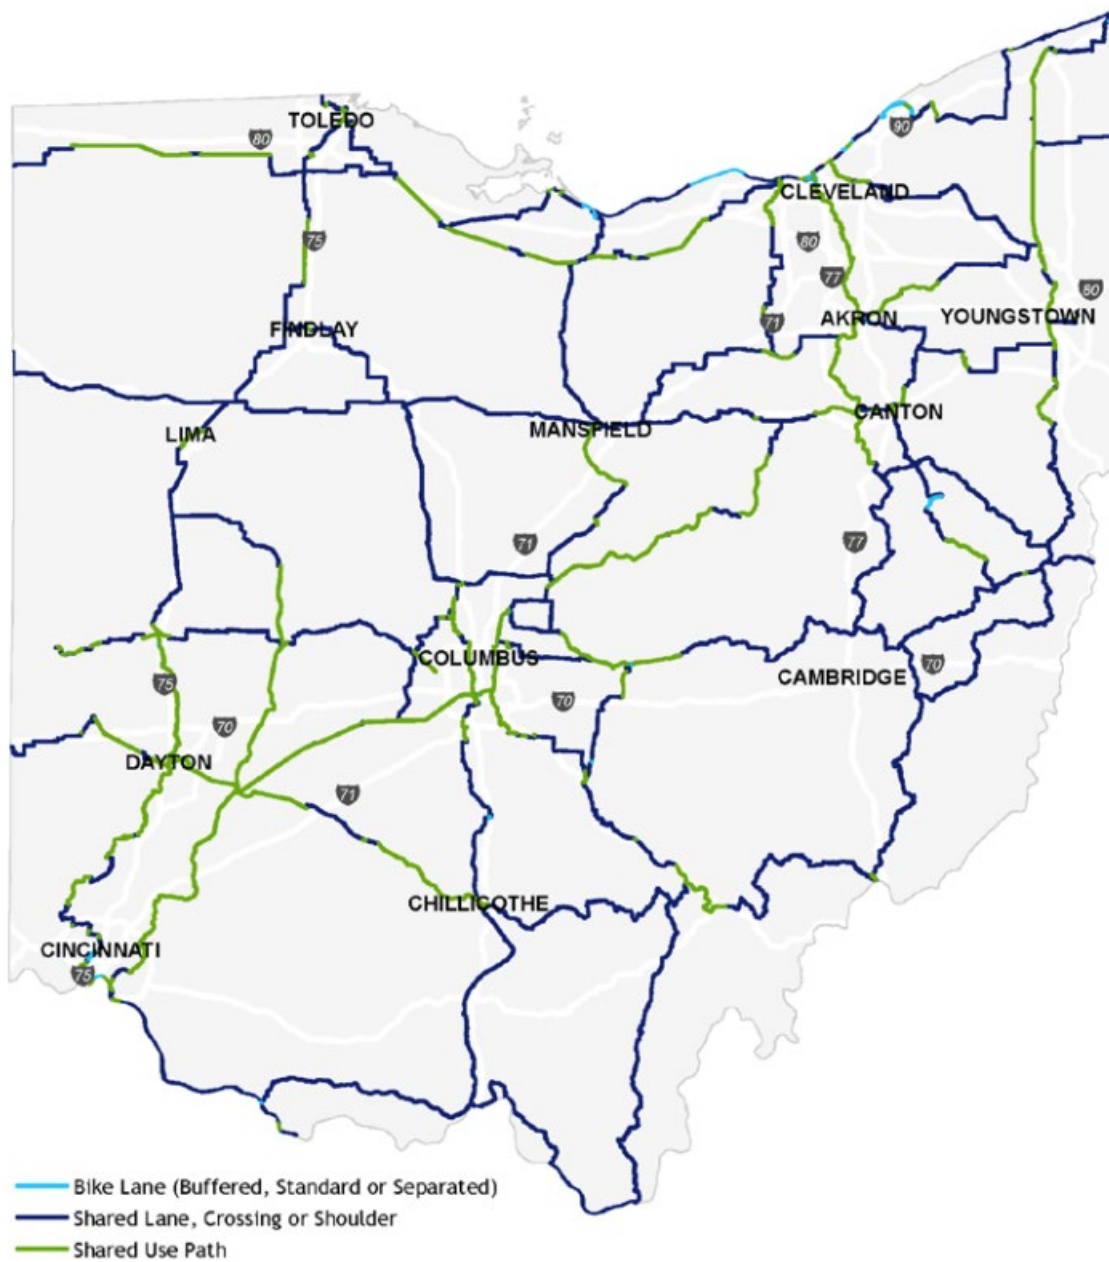 90
TOLEDO
80
CLEVELAND
75
80
77
80
FINDLAY
71
AKRON
YOUNGSTOWN
CANTON
LIMA
MANSFIELD
71
77
COLUMBUS
CAMBRIDGE
70
75
70
70
DAYTON
71
CHILLICOTHE
CINCINNATI
75
Bike Lane (Buffered, Standard or Separated)
Shared Lane, Crossing or Shoulder
Shared Use Path